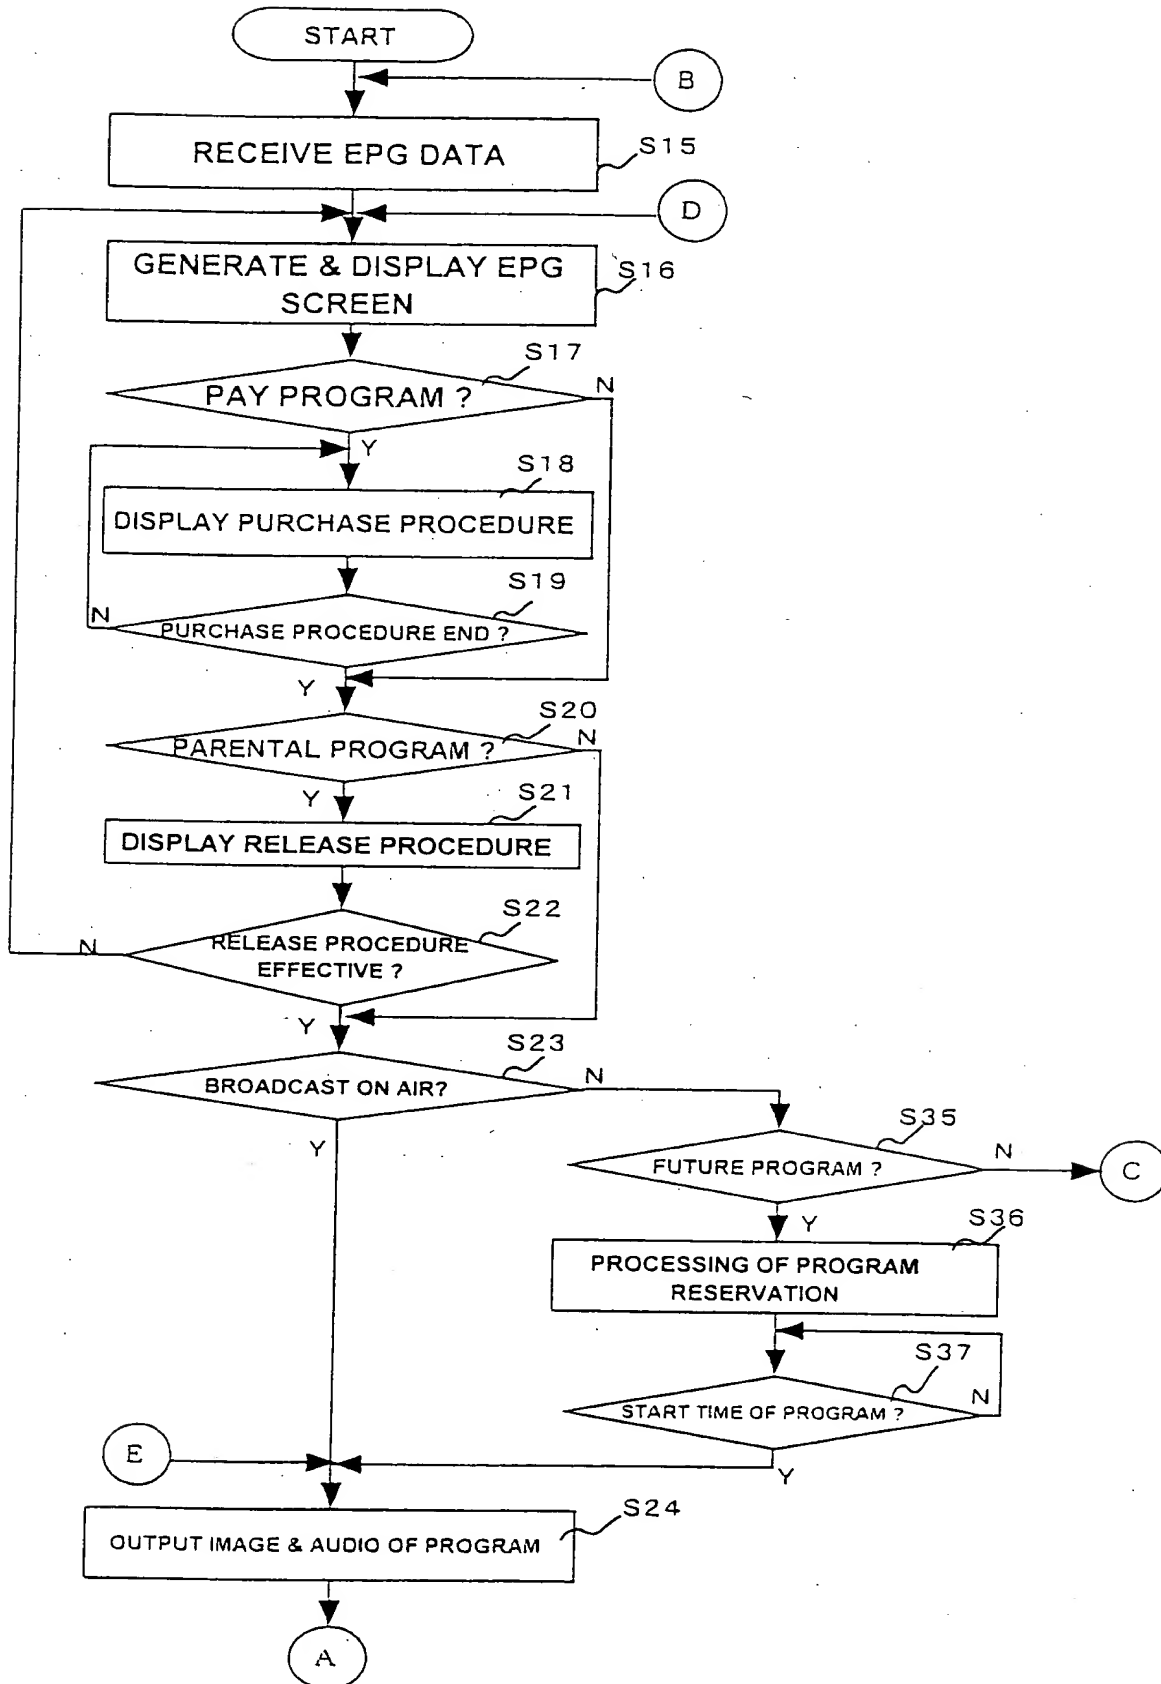 START
B
RECEIVE EPG DATA
S15
D
GENERATE & DISPLAY EPG
SCREEN
S16
S17
PAY PROGRAM ?
N
Y
S18
DISPLAY PURCHASE PROCEDURE
S19
N
PURCHASE PROCEDURE END ?
Y
S20
PARENTAL PROGRAM ?
N
Y
S21
DISPLAY RELEASE PROCEDURE
S22
N
RELEASE PROCEDURE
EFFECTIVE ?
Y
S23
BROADCAST ON AIR?
N
Y
S35
FUTURE PROGRAM ?
N
C
Y
S36
PROCESSING OF PROGRAM
RESERVATION
S37
START TIME OF PROGRAM ?
N
E
Y
S24
OUTPUT IMAGE & AUDIO OF PROGRAM
A